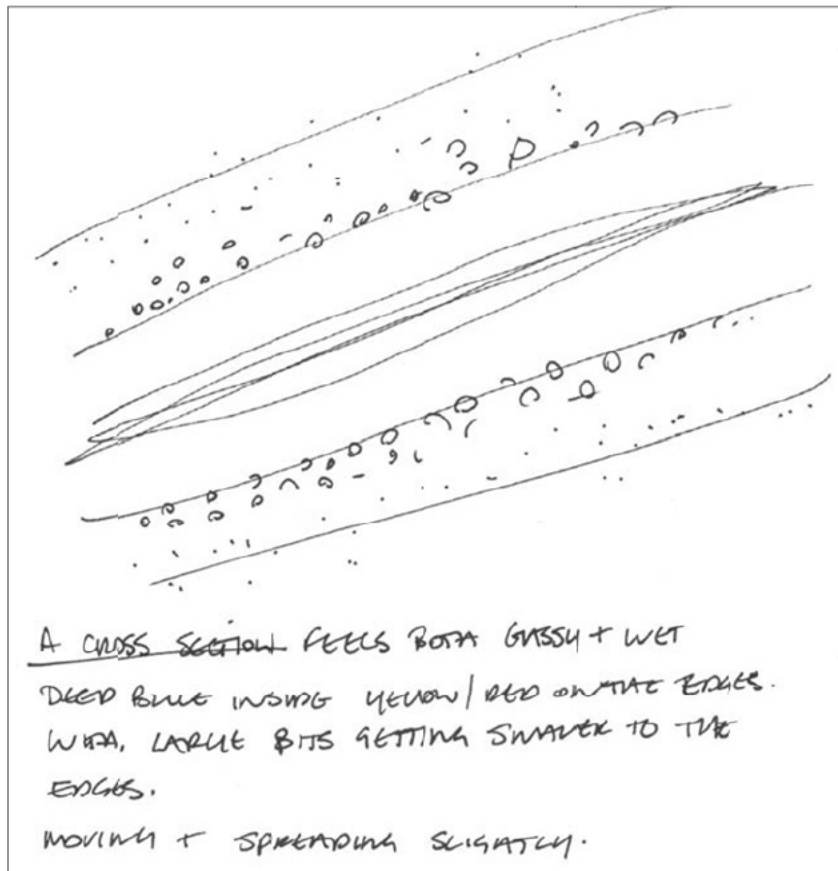 A CROSS SECTION FEELS BOTH GASSY + WET
DEEP BLUE INSIDE YELLOW/RED ON THE EDGES.
WITH. LARGE BITS GETTING SMALLER TO THE
EDGES.
MOVING + SPREADING SLIGHTLY.